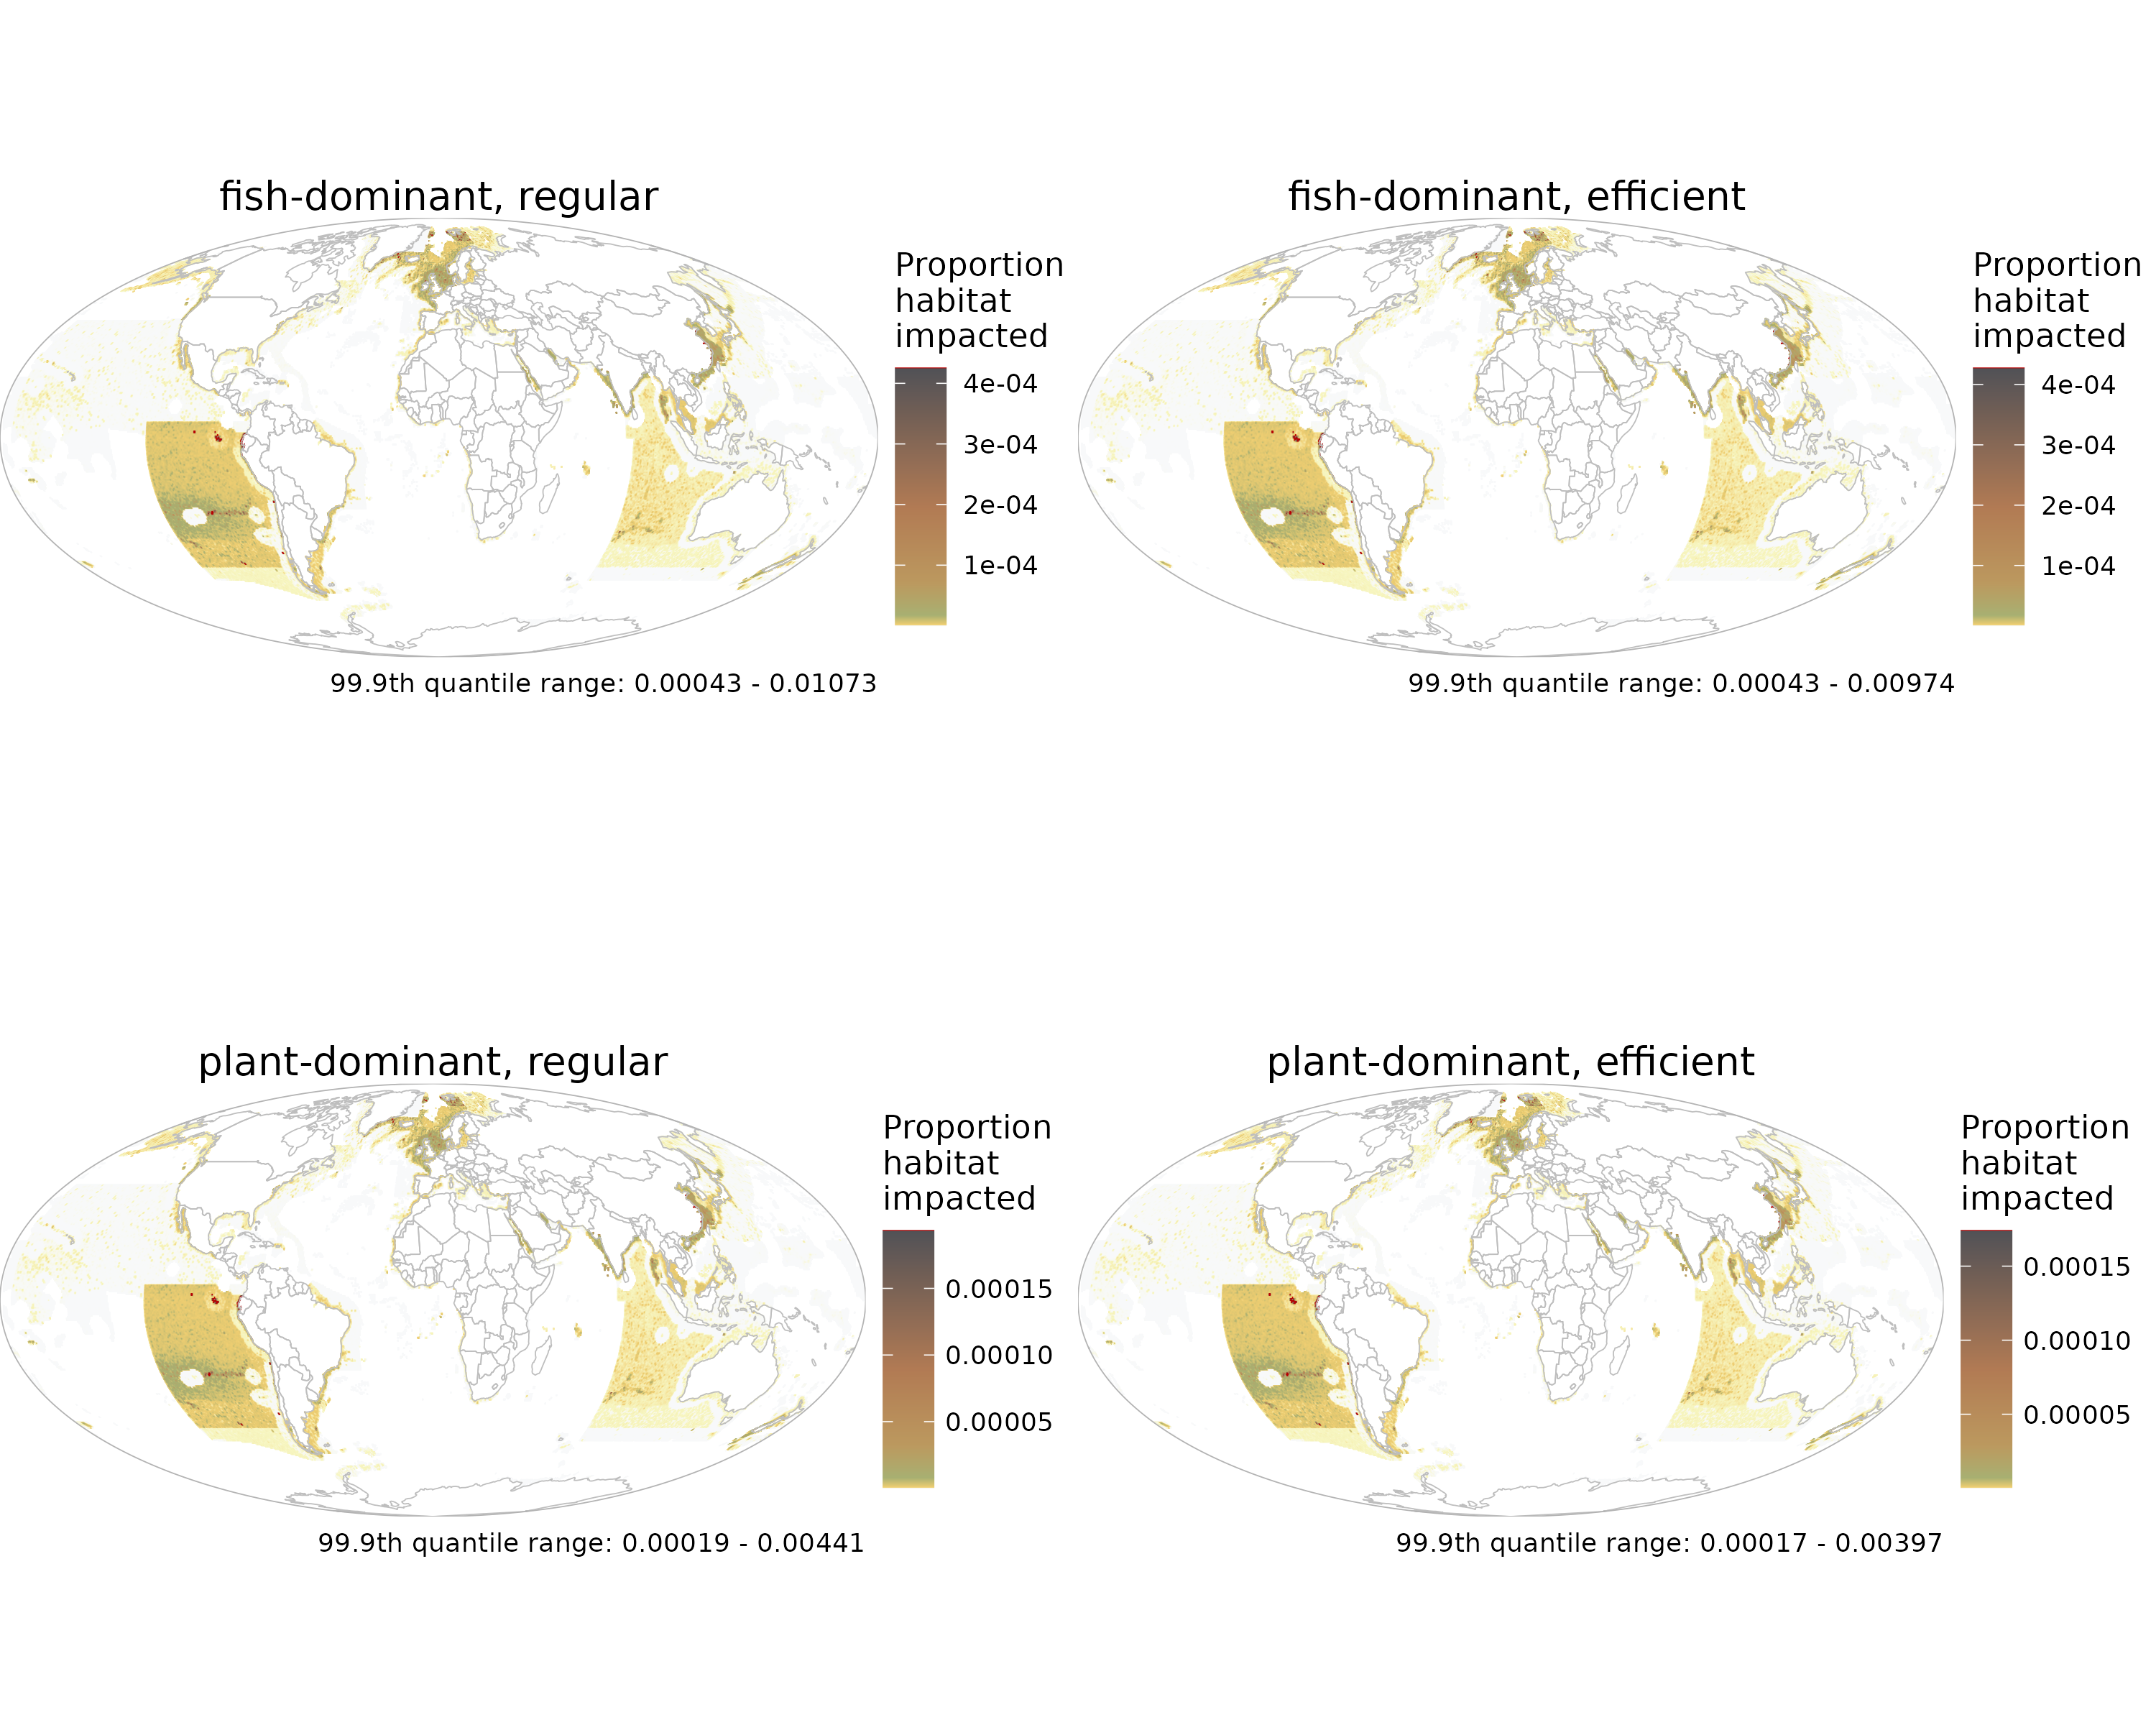 fish-dominant, regular
Proportion
habitat
impacted
4e-04
3e-04
2e-04
1e-04
99.9th quantile range: 0.00043 - 0.01073
fish-dominant, efficient
Proportion
habitat
impacted
4e-04
3e-04
2e-04
1e-04
99.9th quantile range: 0.00043 - 0.00974
plant-dominant, regular
Proportion
habitat
impacted
0.00015
0.00010
0.00005
99.9th quantile range: 0.00019 - 0.00441
plant-dominant, efficient
Proportion
habitat
impacted
0.00015
0.00010
0.00005
99.9th quantile range: 0.00017 - 0.00397